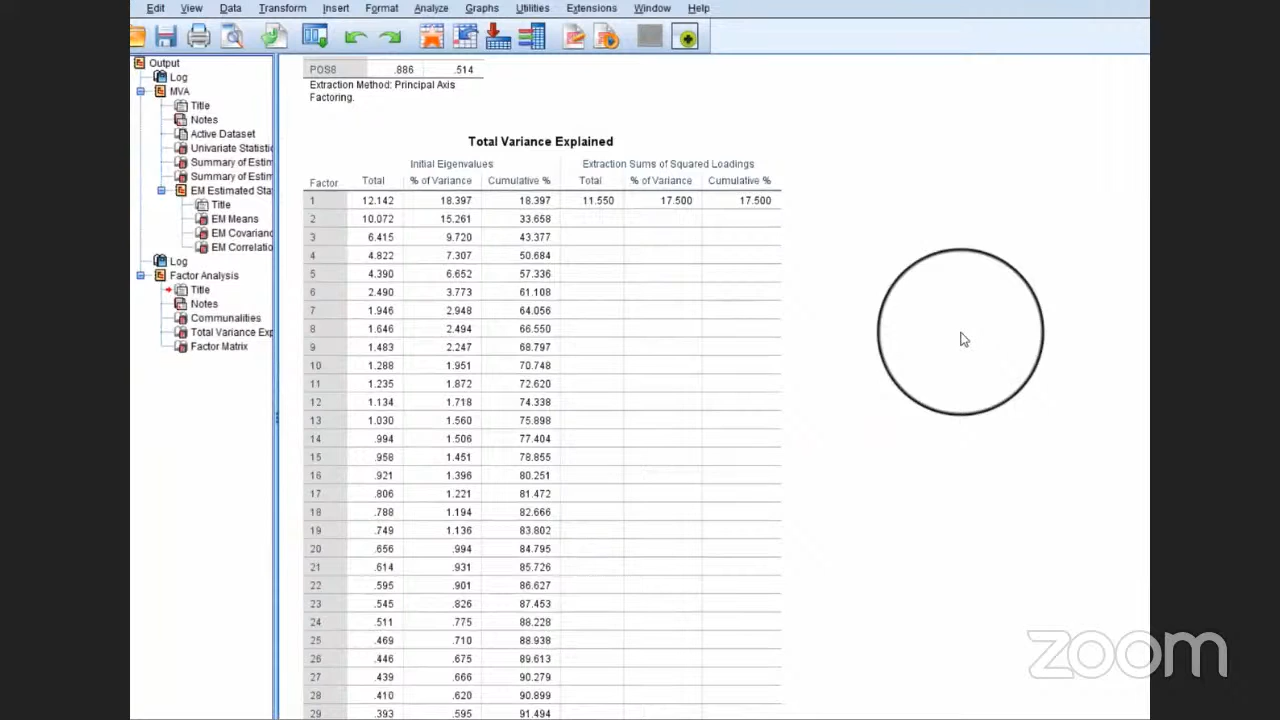 Edit View Data Transform Insert Format Analyze Graphs Utilities Extensions Window Help
Output
Log
MVA
Title
Notes
Active Dataset
Univariate Statistic
Summary of Estim
Summary of Estim
EM Estimated Sta
Title
EM Means
EM Covarianc
EM Correlatio
Log
Factor Analysis
Title
Notes
Communalities
Total Variance Exp
Factor Matrix
POS8 .886 .514
Extraction Method: Principal Axis
Factoring.
Total Variance Explained
Initial Eigenvalues Extraction Sums of Squared Loadings
Factor Total % of Variance Cumulative % Total % of Variance Cumulative %
1 12.142 18.397 18.397 11.550 17.500 17.500
2 10.072 15.261 33.658
3 6.415 9.720 43.377
4 4.822 7.307 50.684
5 4.390 6.652 57.336
6 2.490 3.773 61.108
7 1.946 2.948 64.056
8 1.646 2.494 66.550
9 1.483 2.247 68.797
10 1.288 1.951 70.748
11 1.235 1.872 72.620
12 1.134 1.718 74.338
13 1.030 1.560 75.898
14 .994 1.506 77.404
15 .958 1.451 78.855
16 .921 1.396 80.251
17 .806 1.221 81.472
18 .788 1.194 82.666
19 .749 1.136 83.802
20 .656 .994 84.795
21 .614 .931 85.726
22 .595 .901 86.627
23 .545 .826 87.453
24 .511 .775 88.228
25 .469 .710 88.938
26 .446 .675 89.613
27 .439 .666 90.279
28 .410 .620 90.899
29 .393 .595 91.494
zoom